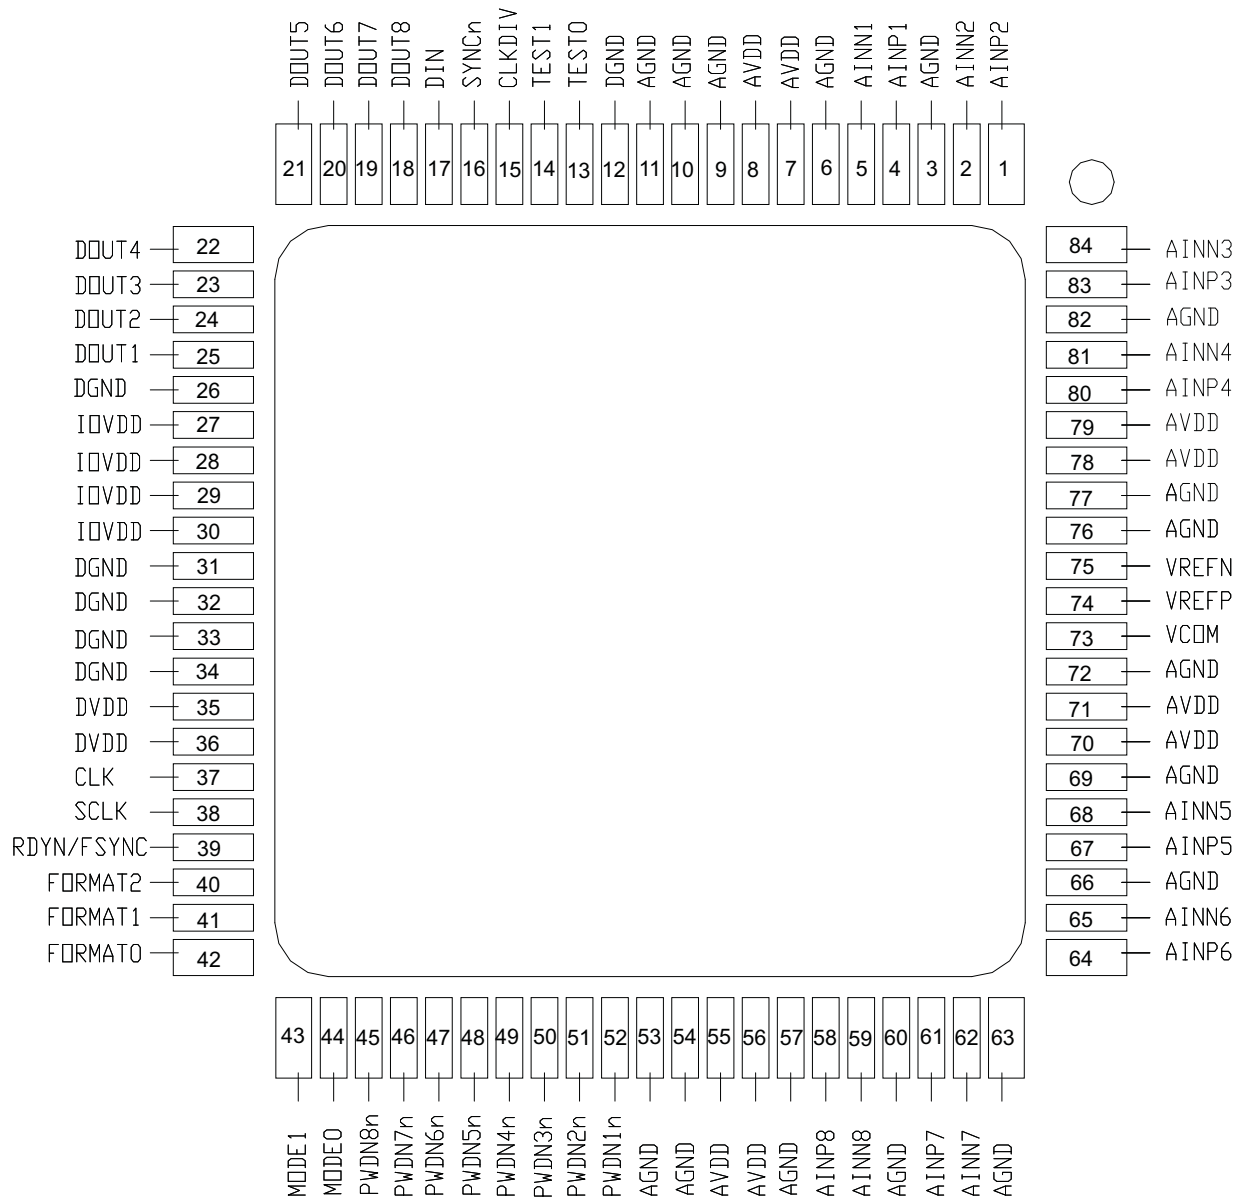 DOUT5 DOUT6 DOUT7 DOUT8 DIN SYNCn CLKDIV TEST1 TEST0 DGND AGND AGND AGND AVDD AVDD AGND AINN1 AINP1 AGND AINN2 AINP2
21 20 19 18 17 16 15 14 13 12 11 10 9 8 7 6 5 4 3 2 1
DOUT4 22 84 AINN3
DOUT3 23 83 AINP3
DOUT2 24 82 AGND
DOUT1 25 81 AINN4
DGND 26 80 AINP4
IOVDD 27 79 AVDD
IOVDD 28 78 AVDD
IOVDD 29 77 AGND
IOVDD 30 76 AGND
DGND 31 75 VREFN
DGND 32 74 VREFP
DGND 33 73 VCOM
DGND 34 72 AGND
DVDD 35 71 AVDD
DVDD 36 70 AVDD
CLK 37 69 AGND
SCLK 38 68 AINN5
RDYN/FSYNC 39 67 AINP5
FORMAT2 40 66 AGND
FORMAT1 41 65 AINN6
FORMAT0 42 64 AINP6
43 44 45 46 47 48 49 50 51 52 53 54 55 56 57 58 59 60 61 62 63
MODE1 MODE0 PWDN8n PWDN7n PWDN6n PWDN5n PWDN4n PWDN3n PWDN2n PWDN1n AGND AGND AVDD AVDD AGND AINP8 AINN8 AGND AINP7 AINN7 AGND